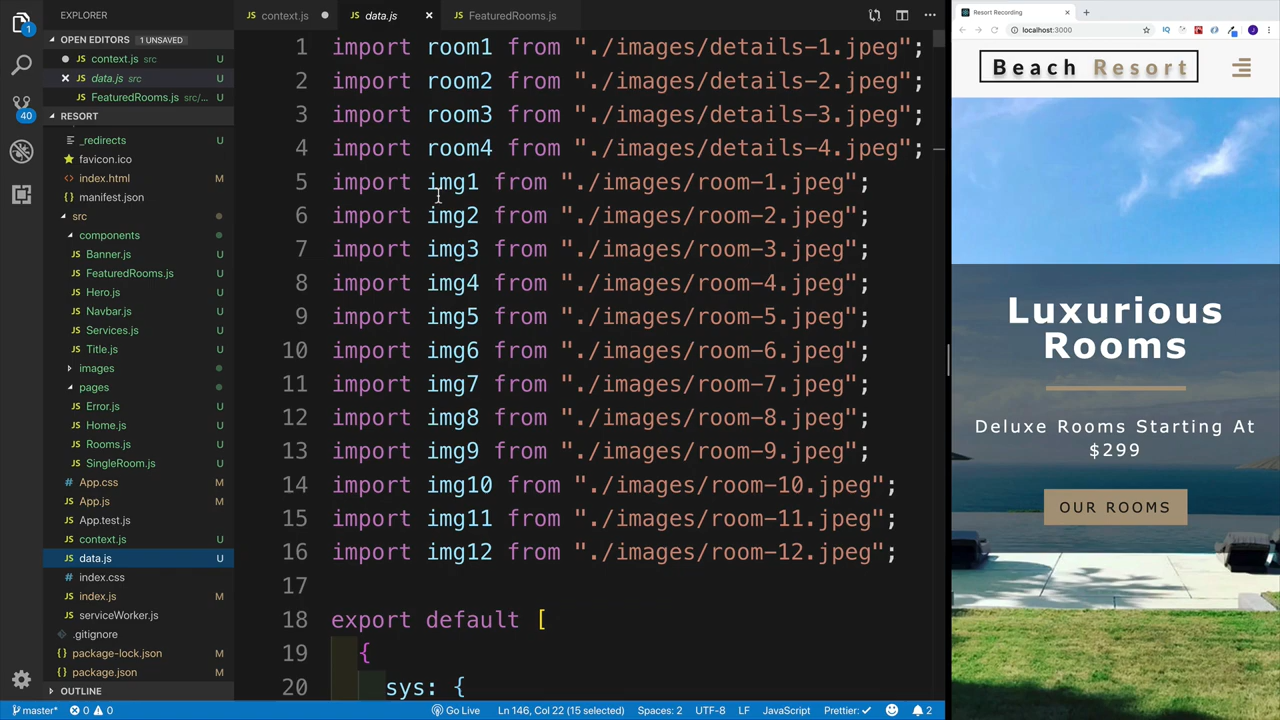 EXPLORER
OPEN EDITORS 1 UNSAVED
context.js src
data.js src
FeaturedRooms.js src/...
RESORT
_redirects U
favicon.ico
index.html M
manifest.json
src
components
Banner.js U
FeaturedRooms.js U
Hero.js U
Navbar.js U
Services.js U
Title.js U
images
pages
Error.js U
Home.js U
Rooms.js U
SingleRoom.js U
App.css M
App.js M
App.test.js U
context.js U
data.js U
index.css U
index.js M
serviceWorker.js U
.gitignore U
package-lock.json M
package.json M
OUTLINE
1
40
context.js
data.js
FeaturedRooms.js
1 import room1 from "./images/details-1.jpeg";
2 import room2 from "./images/details-2.jpeg";
3 import room3 from "./images/details-3.jpeg";
4 import room4 from "./images/details-4.jpeg";
5 import img1 from "./images/room-1.jpeg";
6 import img2 from "./images/room-2.jpeg";
7 import img3 from "./images/room-3.jpeg";
8 import img4 from "./images/room-4.jpeg";
9 import img5 from "./images/room-5.jpeg";
10 import img6 from "./images/room-6.jpeg";
11 import img7 from "./images/room-7.jpeg";
12 import img8 from "./images/room-8.jpeg";
13 import img9 from "./images/room-9.jpeg";
14 import img10 from "./images/room-10.jpeg";
15 import img11 from "./images/room-11.jpeg";
16 import img12 from "./images/room-12.jpeg";
17
18 export default [
19 {
20 sys: {
Resort Recording
localhost:3000
Beach Resort
Luxurious
Rooms
Deluxe Rooms Starting At
$299
OUR ROOMS
master* 0 0 Go Live Ln 146, Col 22 (15 selected) Spaces: 2 UTF-8 LF JavaScript Prettier: ✓ 2